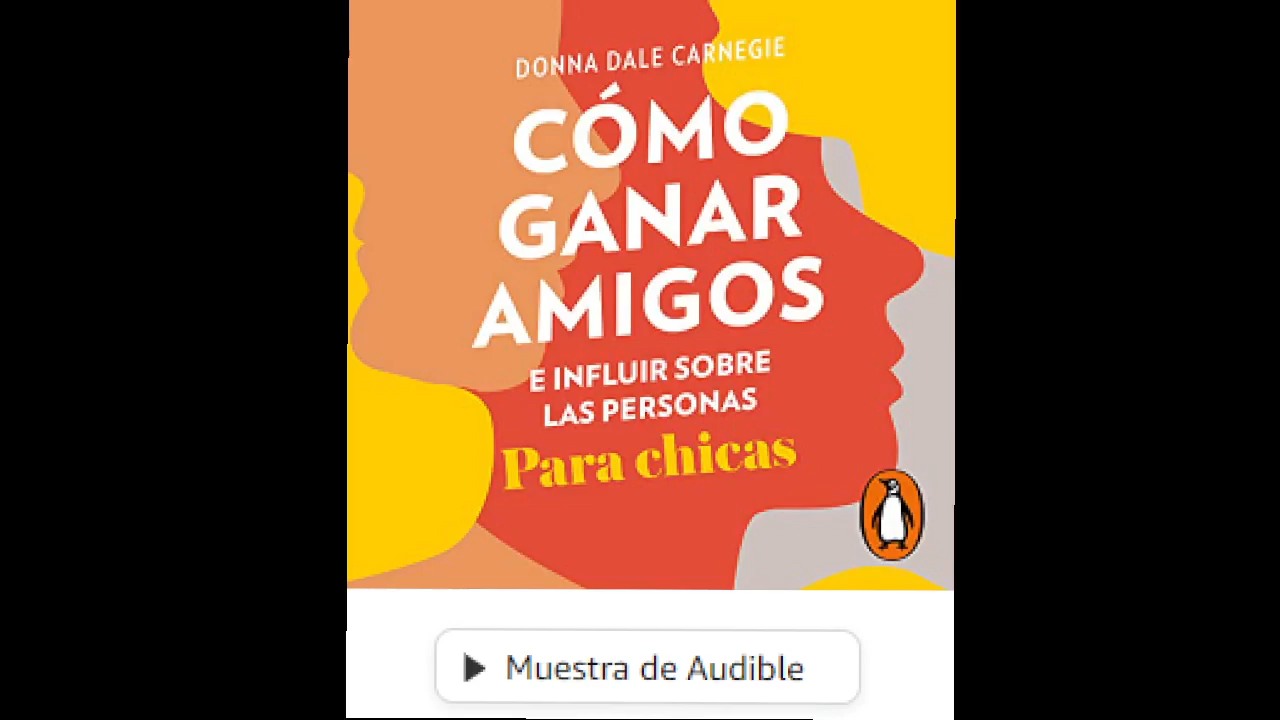 DONNA DALE CARNEGIE
CÓMO
GANAR
AMIGOS
E INFLUIR SOBRE
LAS PERSONAS
Para chicas
Muestra de Audible